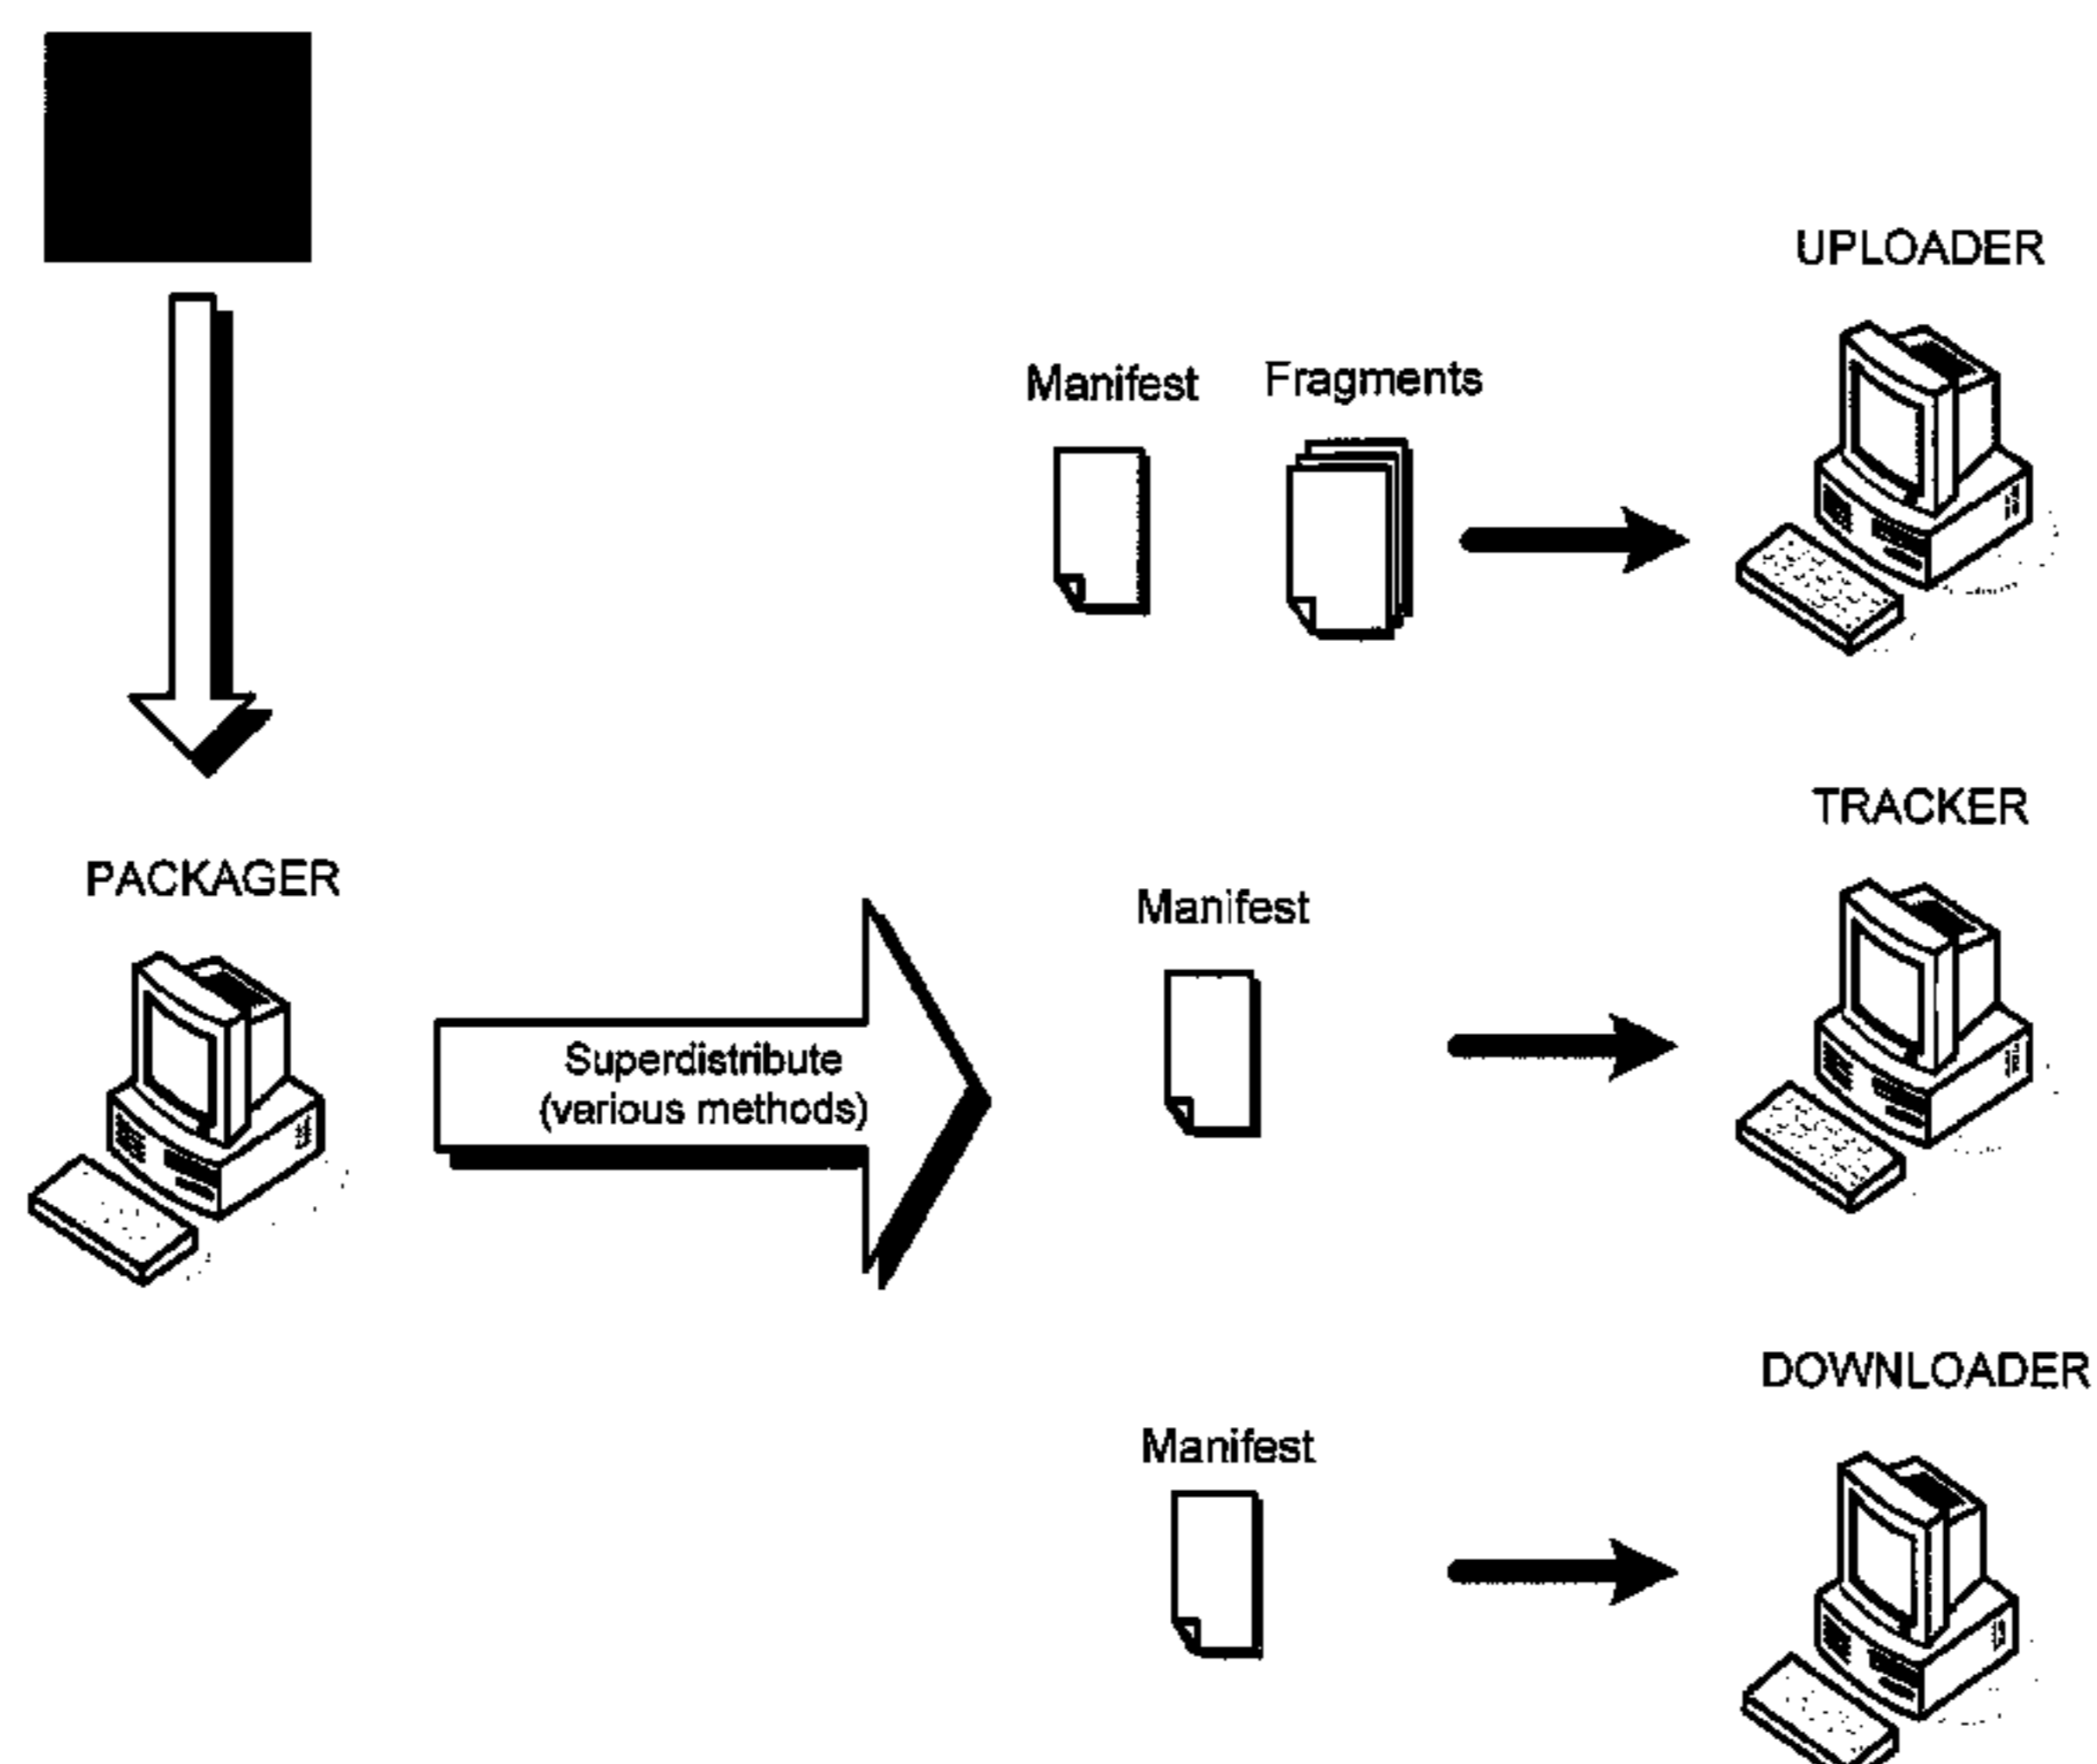 UPLOADER
Manifest
Fragments
TRACKER
PACKAGER
Manifest
Superdistribute
(various methods)
DOWNLOADER
Manifest